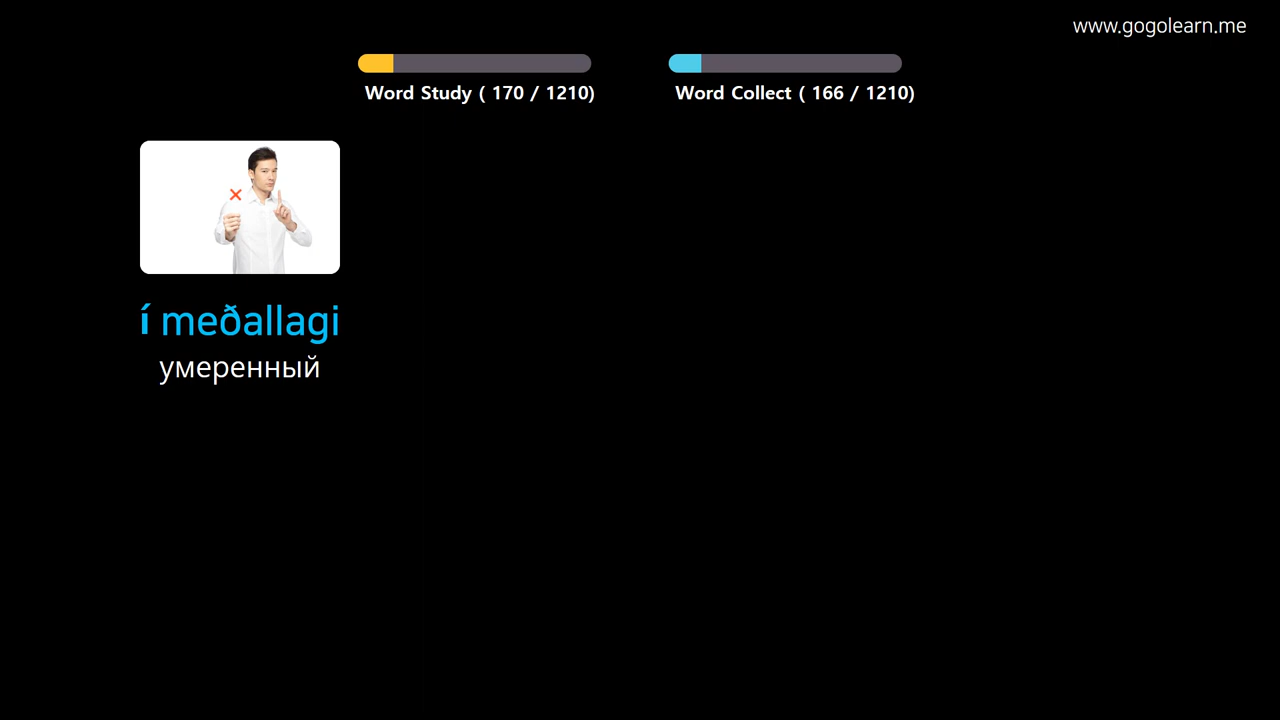 www.gogolearn.me
Word Study ( 170 / 1210)
Word Collect ( 166 / 1210)
í meðallagi
умеренный